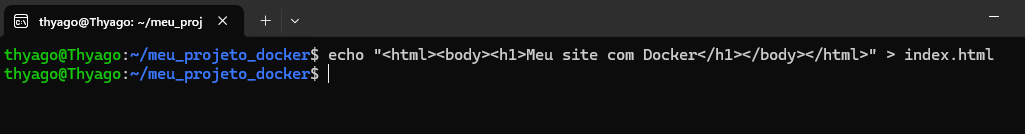 thyago@Thyago: ~/meu_proj
thyago@Thyago:~/meu_projeto_docker$ echo "<html><body><h1>Meu site com Docker</h1></body></html>" > index.html
thyago@Thyago:~/meu_projeto_docker$